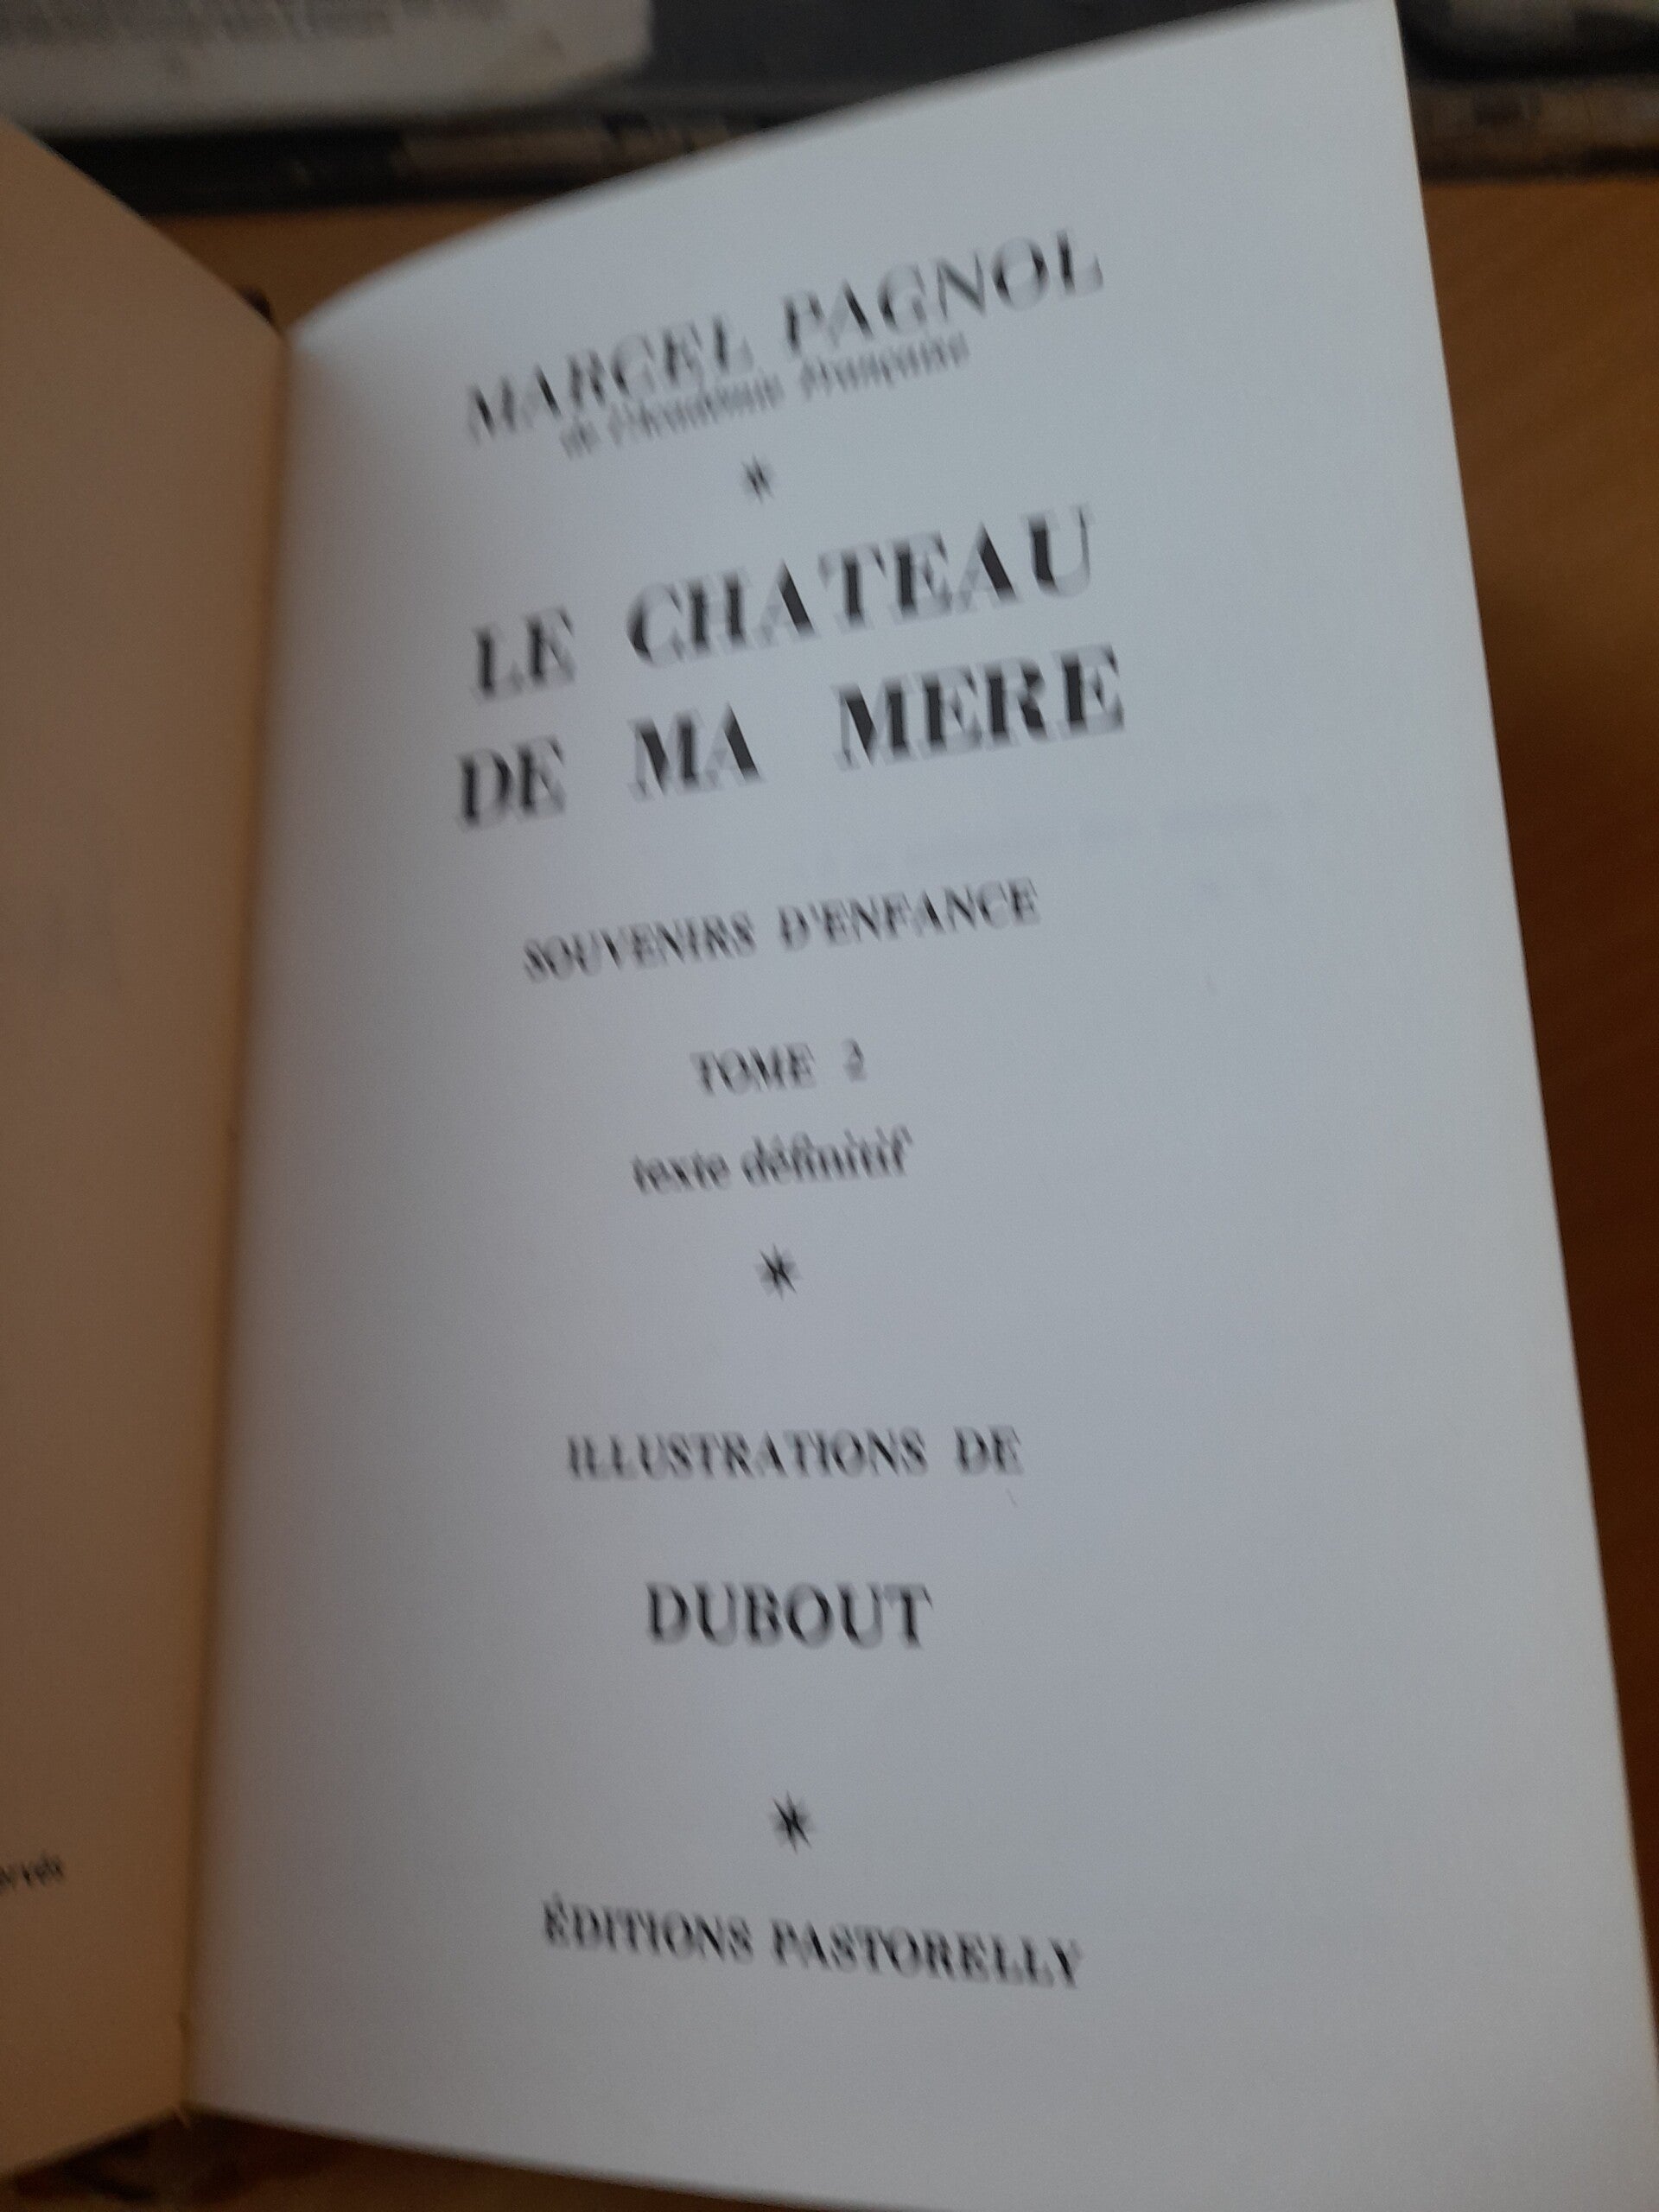 MARCEL PAGNOL
de l'Académie Française
LE CHATEAU
DE MA MERE
SOUVENIRS D'ENFANCE
TOME 2
texte définitif
ILLUSTRATIONS DE
DUBOUT
ÉDITIONS PASTORELLY